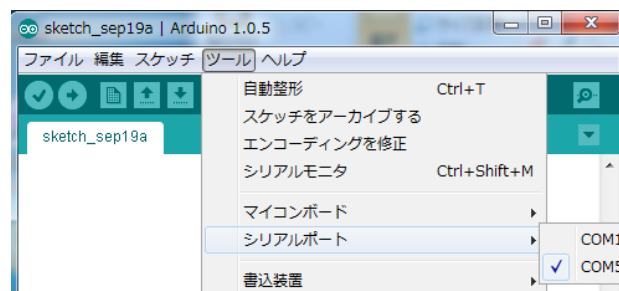 sketch_sep19a | Arduino 1.0.5
ファイル 編集 スケッチ ツール ヘルプ
自動整形 Ctrl+T
スケッチをアーカイブする
sketch_sep19a
エンコーディングを修正
シリアルモニタ Ctrl+Shift+M
マイコンボード
シリアルポート
COM1
COM5
書込装置